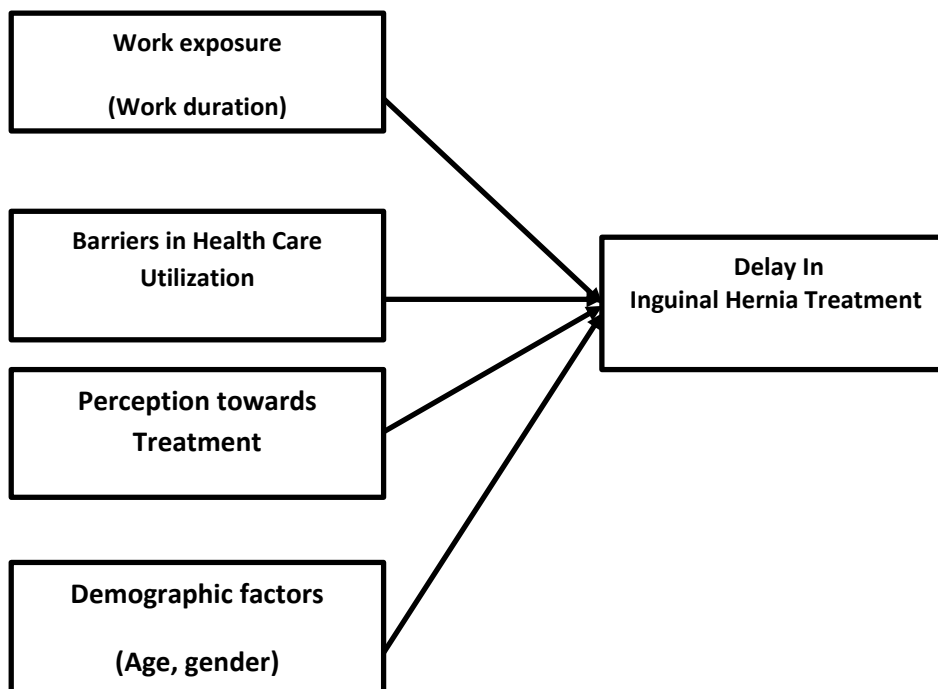 Work exposure
(Work duration)
Barriers in Health Care
Utilization
Perception towards
Treatment
Demographic factors
(Age, gender)
Delay In
Inguinal Hernia Treatment